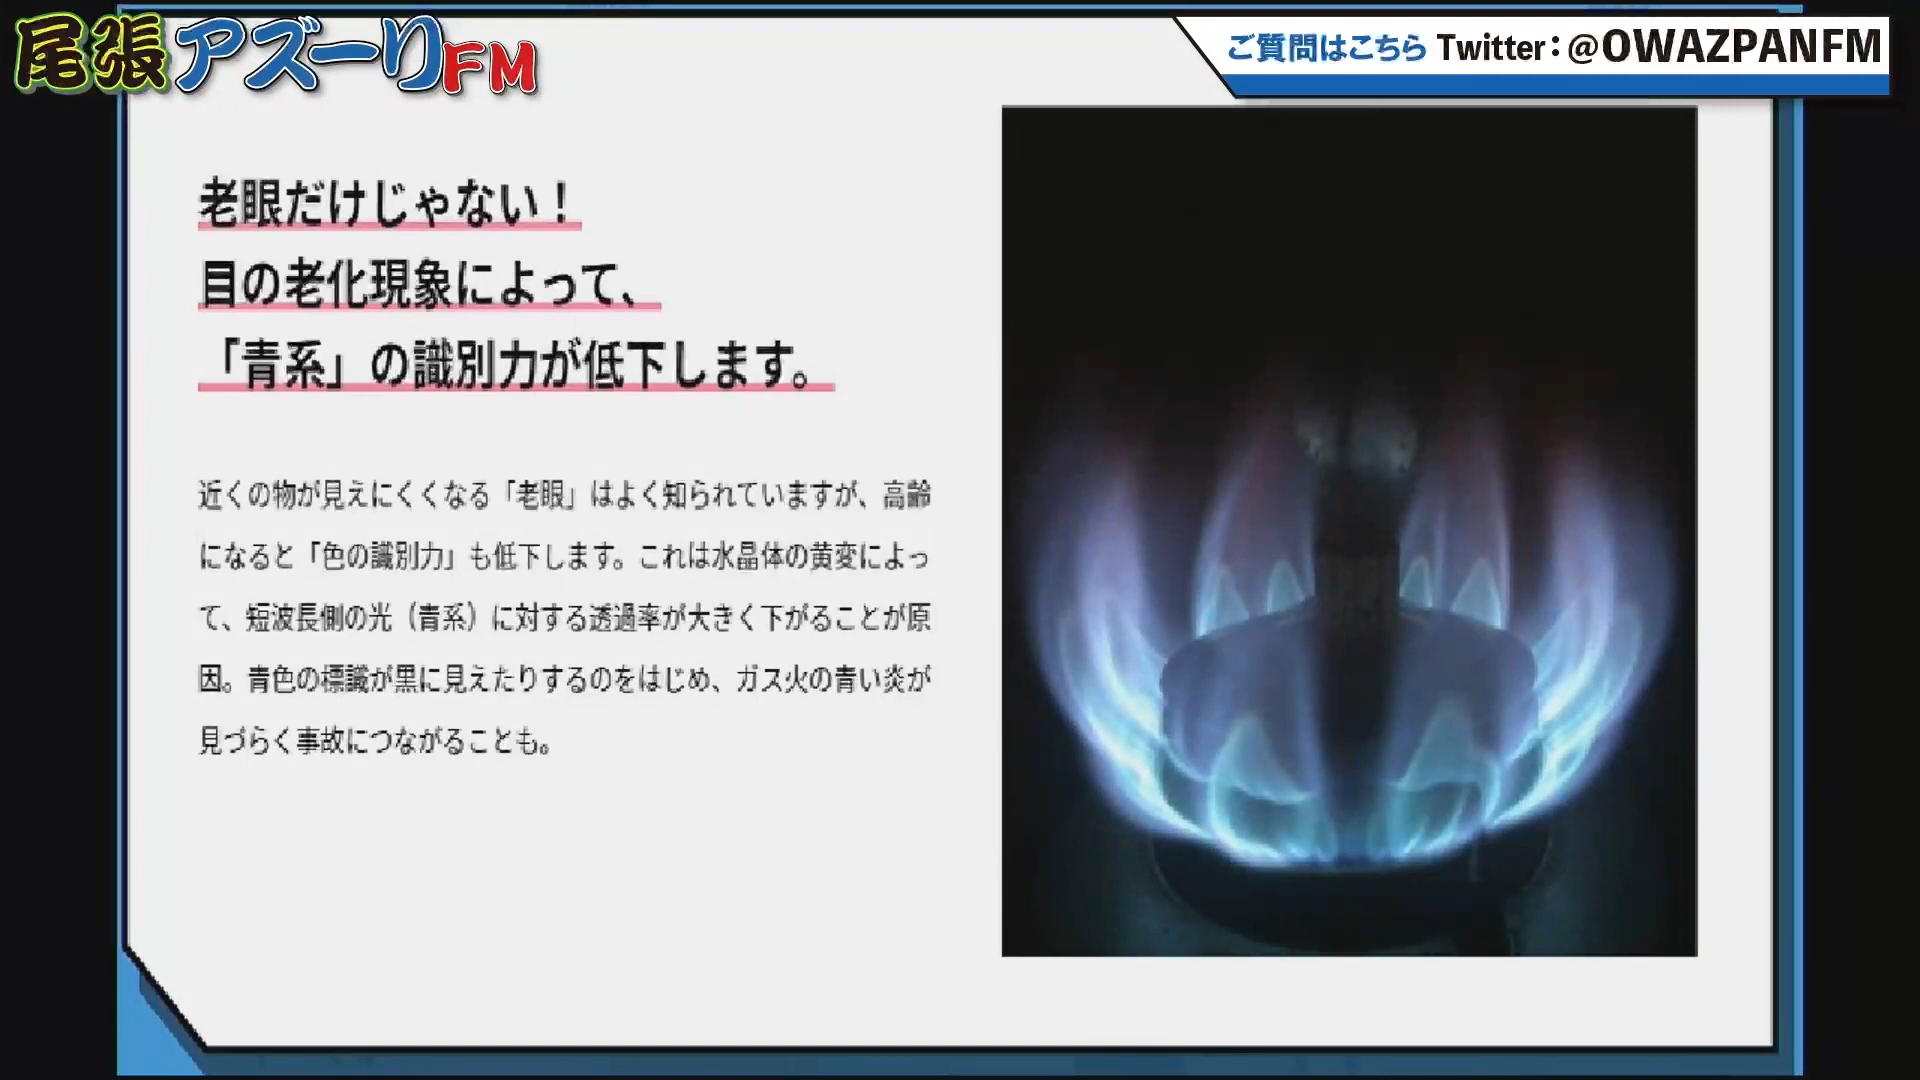 尾張アズーりFM
ご質問はこちら Twitter：@OWAZPANFM
老眼だけじゃない！
目の老化現象によって、
「青系」の識別力が低下します。
近くの物が見えにくくなる「老眼」はよく知られていますが、高齢
になると「色の識別力」も低下します。これは水晶体の黄変によっ
て、短波長側の光（青系）に対する透過率が大きく下がることが原
因。青色の標識が黒に見えたりするのをはじめ、ガス火の青い炎が
見づらく事故につながることも。